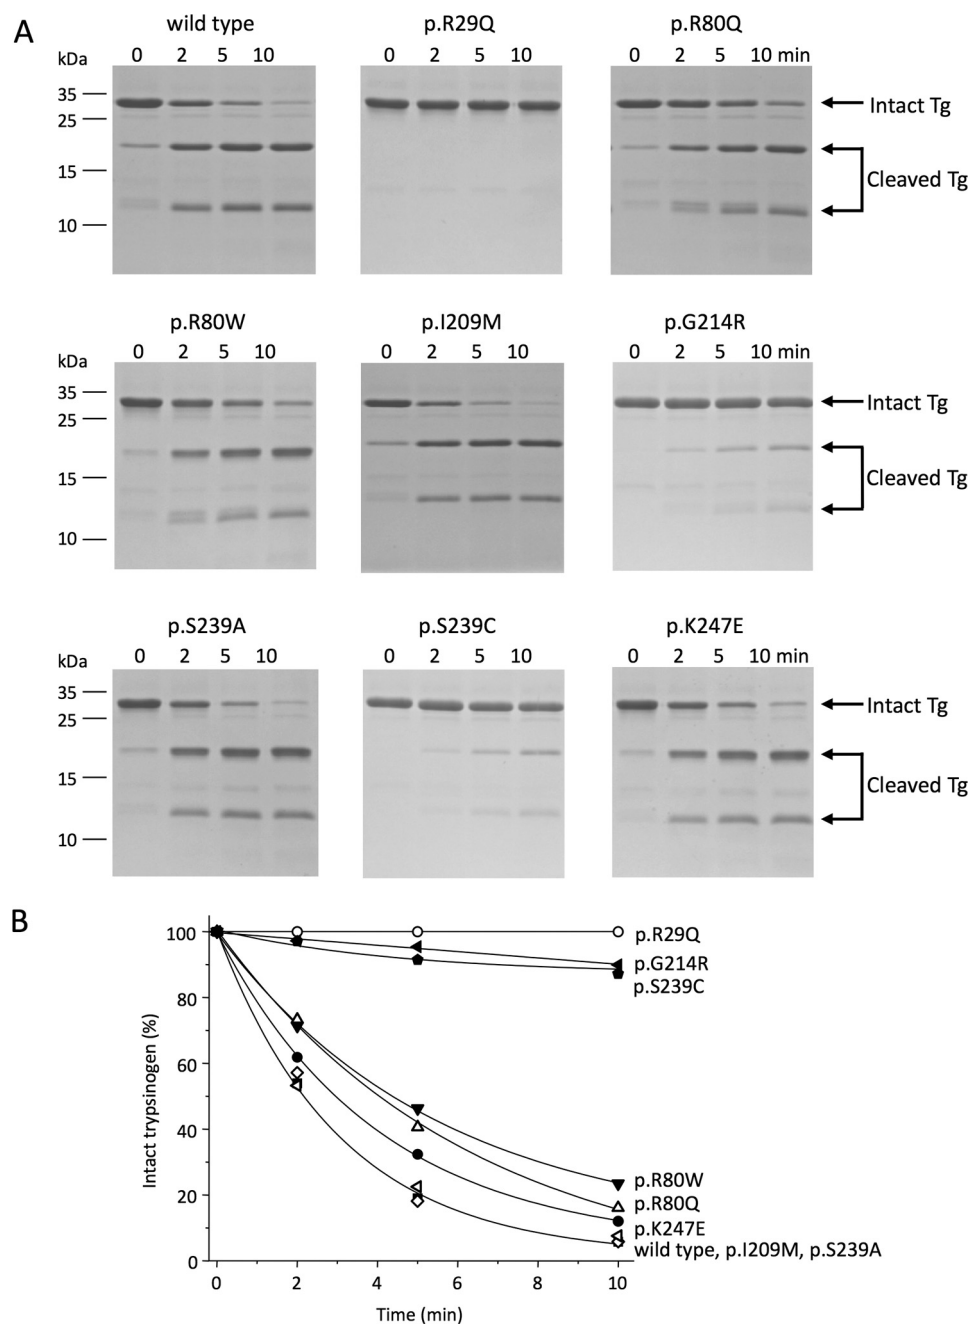 A
wild type
p.R29Q
p.R80Q
kDa
0 2 5 10
0 2 5 10
0 2 5 10 min
35
25
15
10
Intact Tg
Cleaved Tg
p.R80W
p.I209M
p.G214R
kDa
0 2 5 10
0 2 5 10
0 2 5 10 min
35
25
15
10
Intact Tg
Cleaved Tg
p.S239A
p.S239C
p.K247E
kDa
0 2 5 10
0 2 5 10
0 2 5 10 min
35
25
15
10
Intact Tg
Cleaved Tg
B
Intact trypsinogen (%)
100
80
60
40
20
0
p.R29Q
p.G214R
p.S239C
p.R80W
p.R80Q
p.K247E
wild type, p.I209M, p.S239A
0 2 4 6 8 10
Time (min)